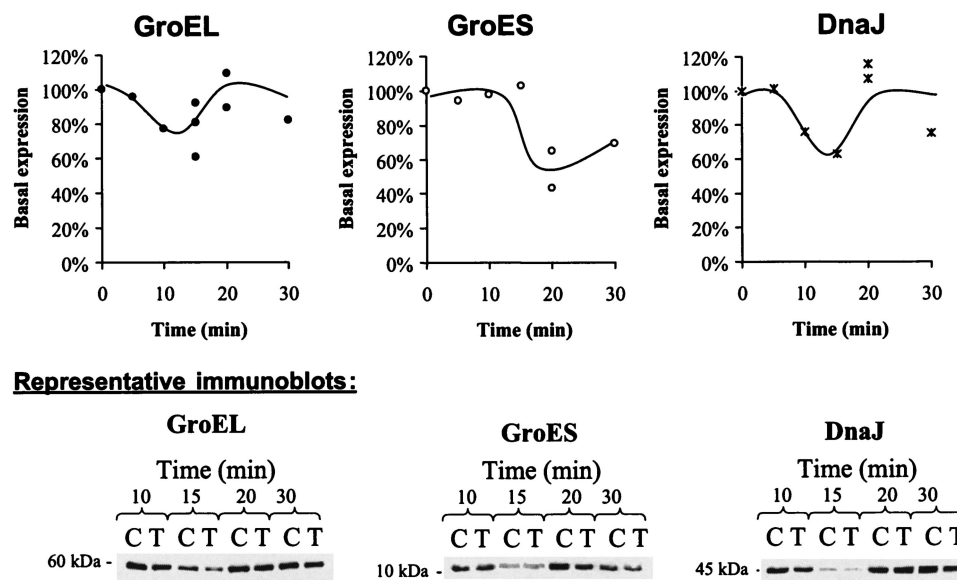 GroEL GroES DnaJ
120% 120% 120%
100% 100% 100%
80% 80% 80%
60% 60% 60%
40% 40% 40%
20% 20% 20%
0% 0% 0%
Basal expression Basal expression Basal expression
0 10 20 30 0 10 20 30 0 10 20 30
Time (min) Time (min) Time (min)
Representative immunoblots:
GroEL GroES DnaJ
Time (min) Time (min) Time (min)
10 15 20 30 10 15 20 30 10 15 20 30
C T C T C T C T C T C T C T C T C T C T C T C T
60 kDa - 10 kDa - 45 kDa -